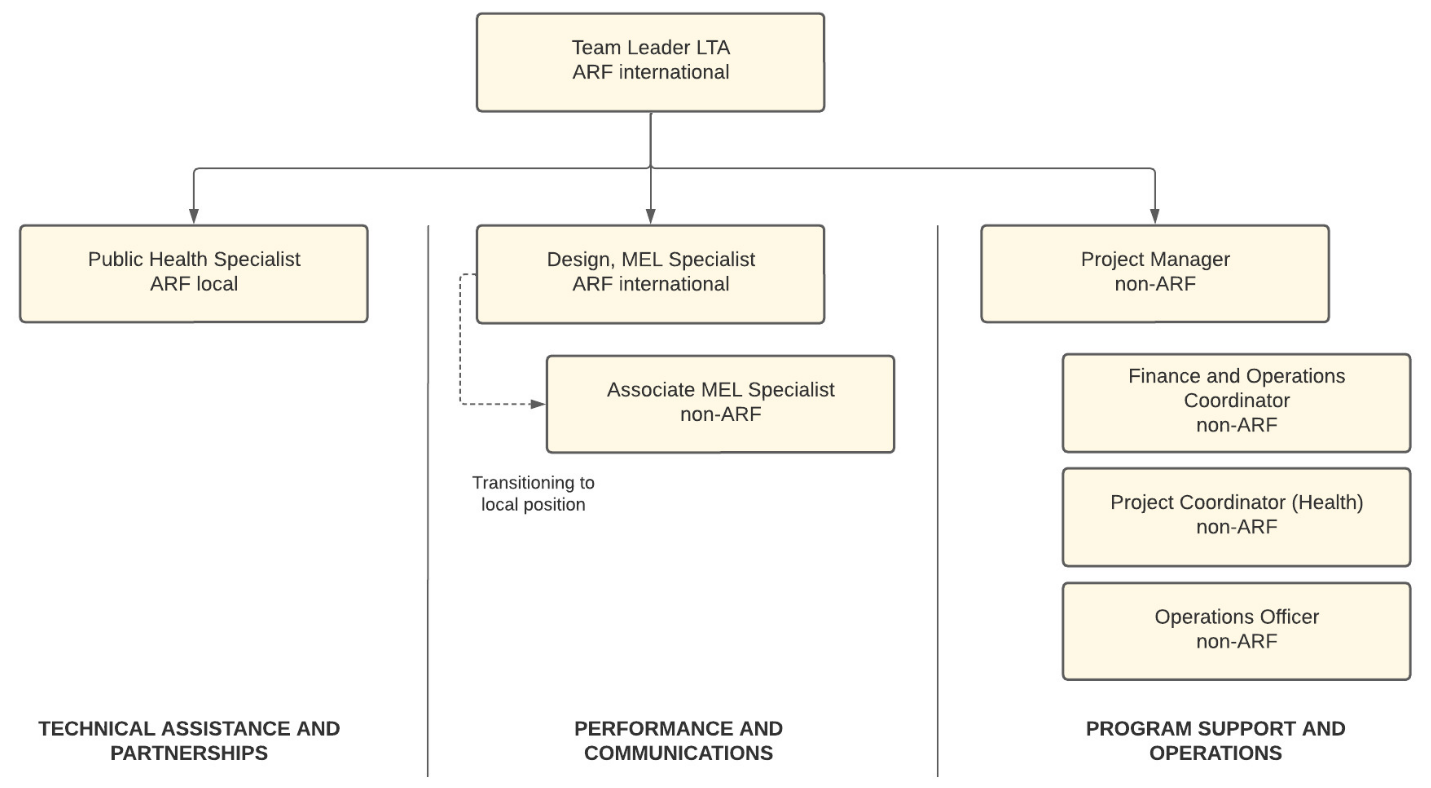 Team Leader LTA
ARF international
Public Health Specialist
ARF local
Design, MEL Specialist
ARF international
Project Manager
non-ARF
Associate MEL Specialist
non-ARF
Transitioning to
local position
Finance and Operations
Coordinator
non-ARF
Project Coordinator (Health)
non-ARF
Operations Officer
non-ARF
TECHNICAL ASSISTANCE AND
PARTNERSHIPS
PERFORMANCE AND
COMMUNICATIONS
PROGRAM SUPPORT AND
OPERATIONS